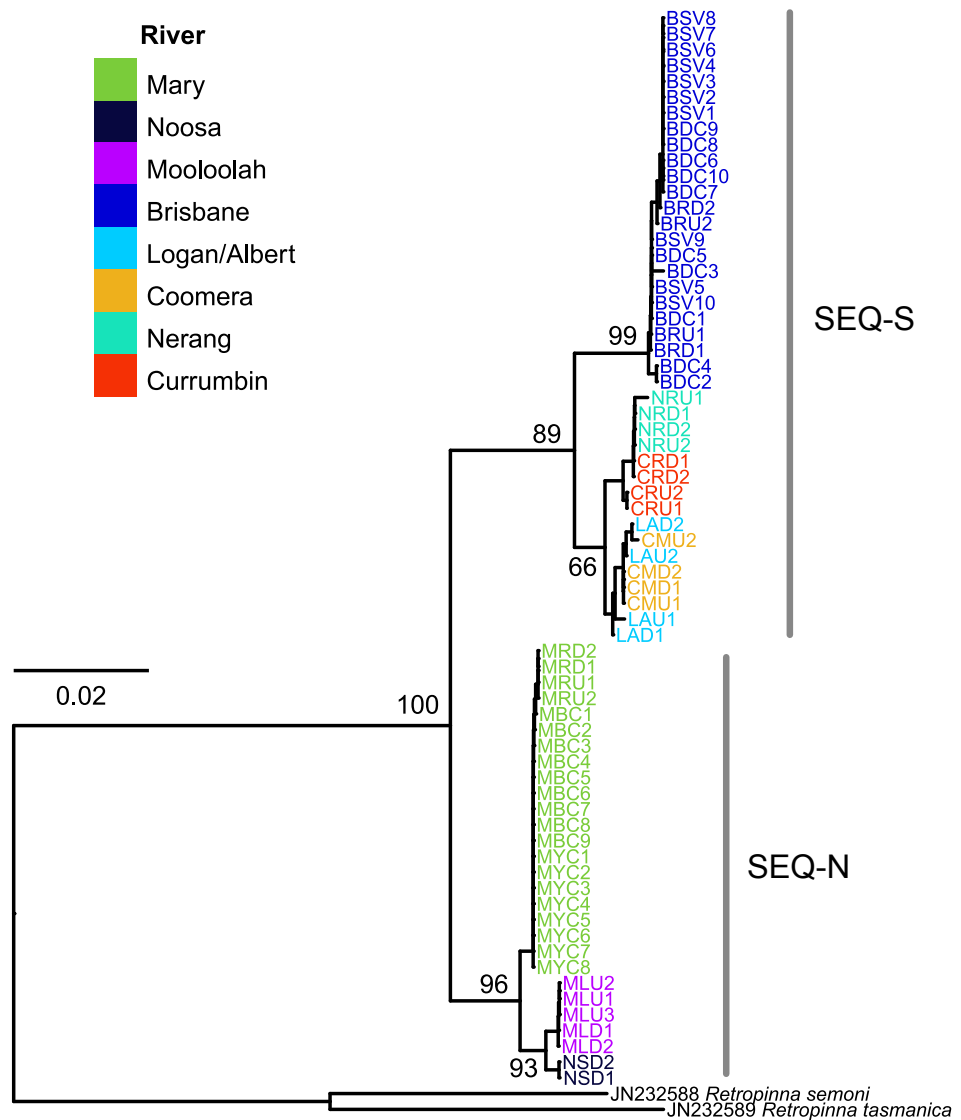 River
Mary
Noosa
Mooloolah
Brisbane
Logan/Albert
Coomera
Nerang
Currumbin
BSV8
BSV7
BSV6
BSV4
BSV3
BSV2
BSV1
BDC9
BDC8
BDC6
BDC10
BDC7
BRD2
BRU2
BSV9
BDC5
BDC3
BSV5
BSV10
BDC1
BRU1
BRD1
BDC4
BDC2
99
SEQ-S
NRU1
NRD1
NRD2
NRU2
CRD1
CRD2
CRU2
CRU1
89
LAD2
CMU2
LAU2
CMD2
CMD1
CMU1
LAU1
LAD1
66
0.02
100
MRD2
MRD1
MRU1
MRU2
MBC1
MBC2
MBC3
MBC4
MBC5
MBC6
MBC7
MBC8
MBC9
MYC1
MYC2
MYC3
MYC4
MYC5
MYC6
MYC7
MYC8
SEQ-N
96
MLU2
MLU1
MLU3
MLD1
MLD2
93
NSD2
NSD1
JN232588 Retropinna semoni
JN232589 Retropinna tasmanica